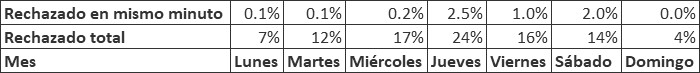 Rechazado en mismo minuto 0.1% 0.1% 0.2% 2.5% 1.0% 2.0% 0.0%
Rechazado total 7% 12% 17% 24% 16% 14% 4%
Mes Lunes Martes Miércoles Jueves Viernes Sábado Domingo